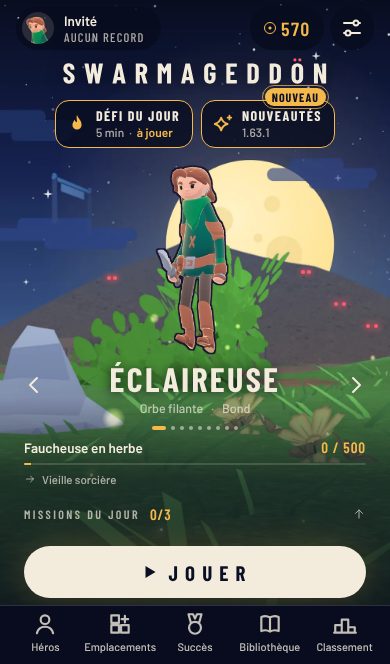 Invité
AUCUN RECORD
570
SWARMAGEDDÖN
NOUVEAU
DÉFI DU JOUR
5 min · à jouer
NOUVEAUTÉS
1.63.1
ÉCLAIREUSE
Orbe filante · Bond
Faucheuse en herbe
0 / 500
→ Vieille sorcière
MISSIONS DU JOUR 0/3 ↑
JOUER
Héros
Emplacements
Succès
Bibliothèque
Classement